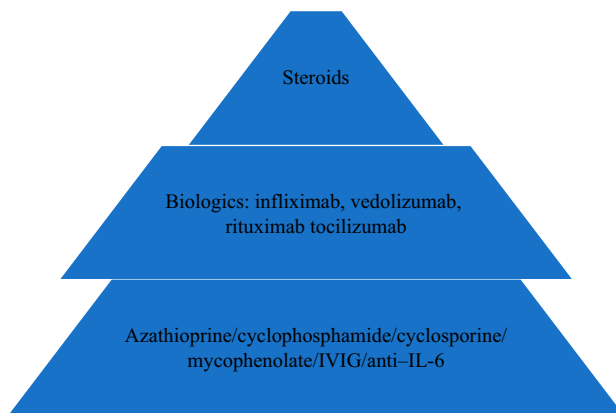 Steroids
Biologics: infliximab, vedolizumab,
rituximab tocilizumab
Azathioprine/cyclophosphamide/cyclosporine/
mycophenolate/IVIG/anti–IL-6